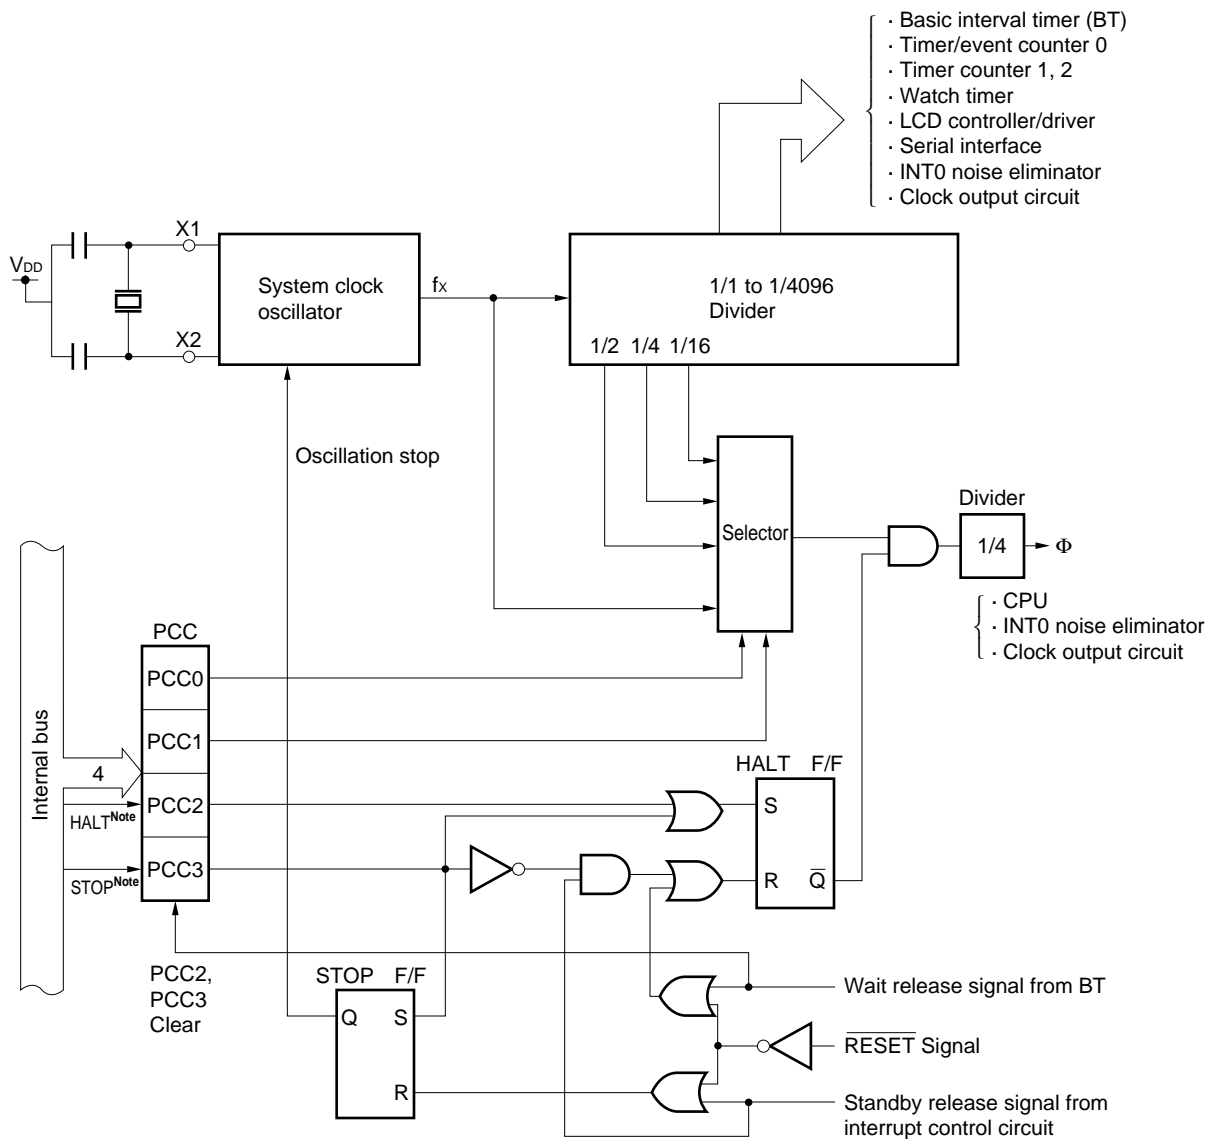 · Basic interval timer (BT)
· Timer/event counter 0
· Timer counter 1, 2
· Watch timer
· LCD controller/driver
· Serial interface
· INT0 noise eliminator
· Clock output circuit
VDD
X1
X2
System clock
oscillator
fX
1/1 to 1/4096
Divider
1/2 1/4 1/16
Oscillation stop
Selector
Divider
1/4
Φ
· CPU
· INT0 noise eliminator
· Clock output circuit
Internal bus
PCC
PCC0
PCC1
4
PCC2
HALTNote
PCC3
STOPNote
HALT F/F
S
R Q̅
PCC2,
PCC3
Clear
STOP F/F
Q S
R
Wait release signal from BT
R̅E̅S̅E̅T̅ Signal
Standby release signal from
interrupt control circuit